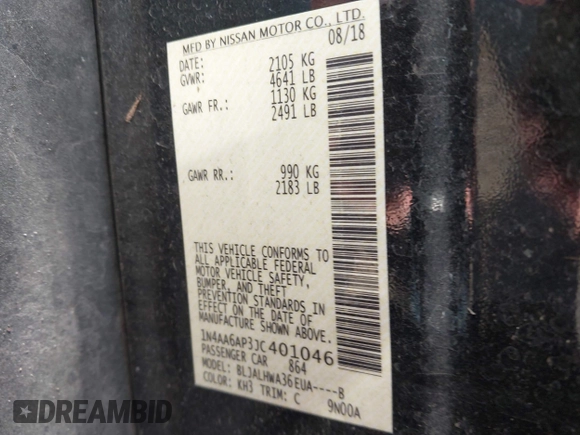 MFD BY NISSAN MOTOR CO., LTD.
DATE: 08/18
GVWR: 2105 KG
4641 LB
GAWR FR.: 1130 KG
2491 LB
GAWR RR.: 990 KG
2183 LB
THIS VEHICLE CONFORMS TO
ALL APPLICABLE FEDERAL
MOTOR VEHICLE SAFETY,
BUMPER, AND THEFT
PREVENTION STANDARDS IN
EFFECT ON THE DATE OF
MANUFACTURE SHOWN ABOVE.
1N4AA6AP3JC401046
PASSENGER CAR 864
MODEL: BLJALHWA36EUA----B
COLOR: KH3 TRIM: C 9N00A
DREAMBID